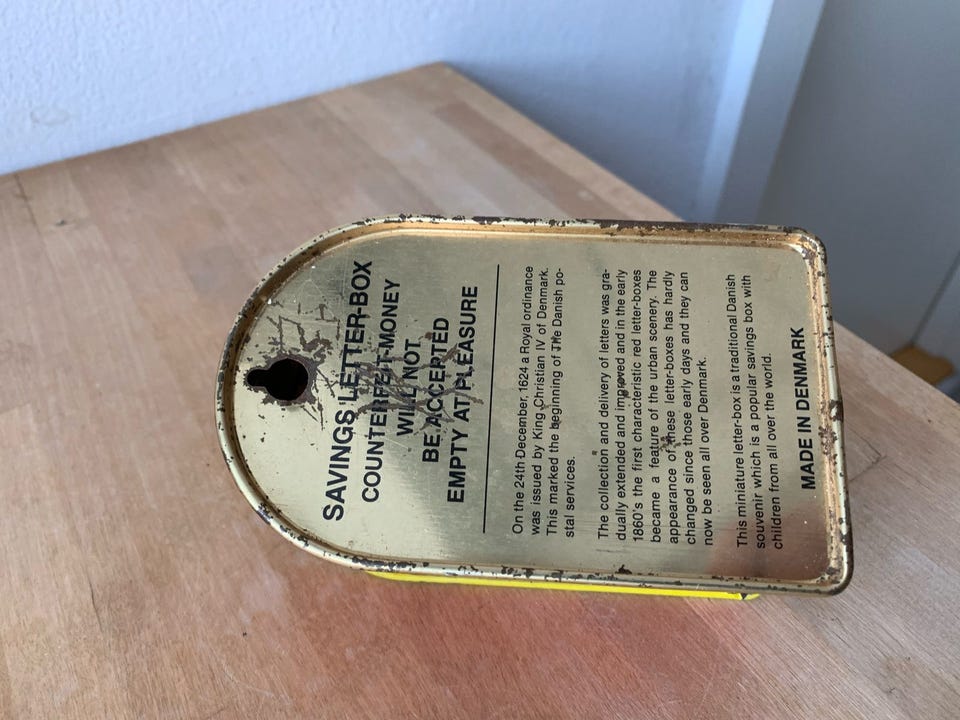 SAVINGS LETTER-BOX
COUNTERFEIT MONEY
WILL NOT
BE ACCEPTED
EMPTY AT PLEASURE
On the 24th December, 1624 a Royal ordinance
was issued by King Christian IV of Denmark.
This marked the beginning of The Danish po-
stal services.
The collection and delivery of letters was gra-
dually extended and improved and in the early
1860's the first characteristic red letter-boxes
became a feature of the urban scenery. The
appearance of these letter-boxes has hardly
changed since those early days and they can
now be seen all over Denmark.
This miniature letter-box is a traditional Danish
souvenir which is a popular savings box with
children from all over the world.
MADE IN DENMARK